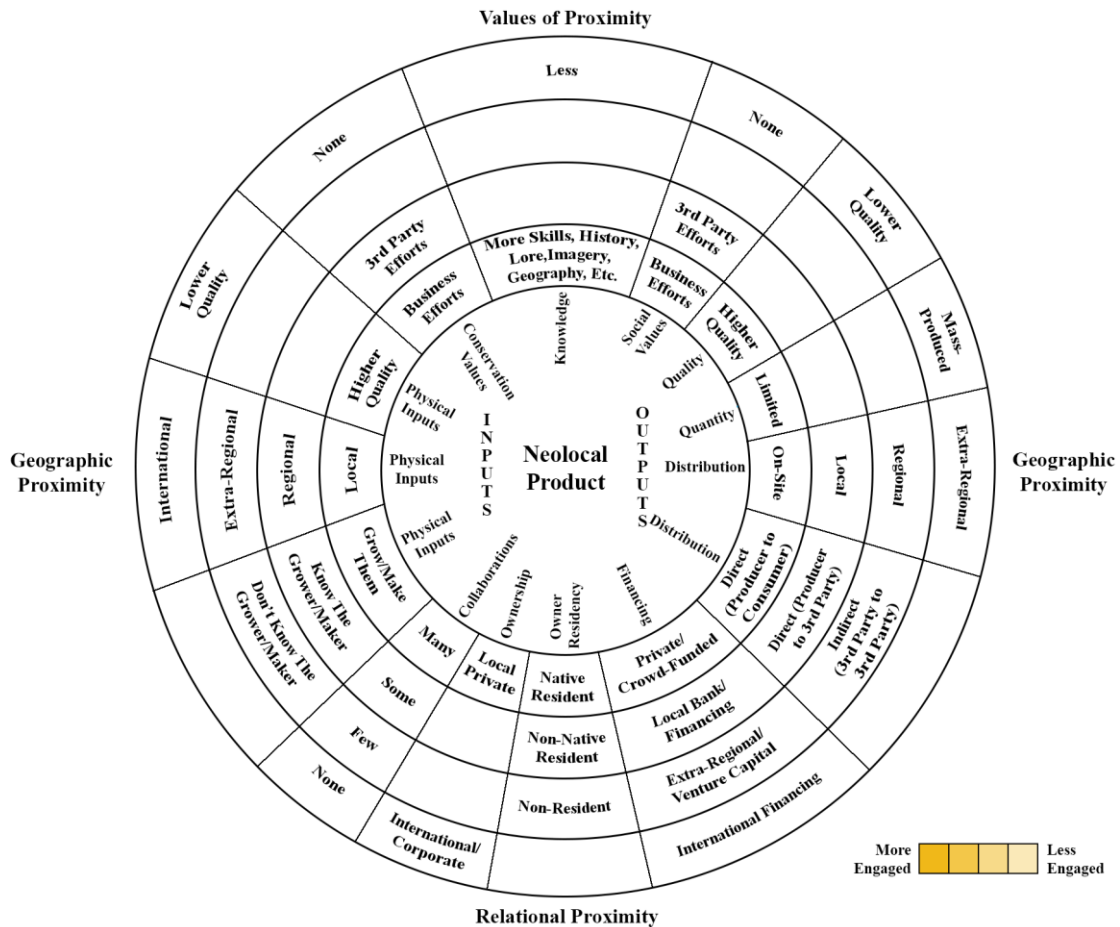 Values of Proximity
Less
None
None
Lower
Quality
Lower
Quality
3rd Party
Efforts
3rd Party
Efforts
More Skills, History,
Lore,Imagery,
Geography, Etc.
Business
Efforts
Business
Efforts
Higher
Quality
Higher
Quality
Mass-
Produced
Limited
Knowledge
Social
Values
Conservation
Values
Quality
Physical
Inputs
Quantity
INPUTS
OUTPUTS
Neolocal
Product
Geographic
Proximity
International
Extra-Regional
Regional
Local
Physical
Inputs
Distribution
On-Site
Local
Regional
Extra-Regional
Geographic
Proximity
Physical
Inputs
Distribution
Collaborations
Ownership
Owner
Residency
Financing
Grow/Make
Them
Know The
Grower/Maker
Don't Know The
Grower/Maker
Direct
(Producer to
Consumer)
Direct (Producer
to 3rd Party)
Indirect
(3rd Party to
3rd Party)
Many
Some
Few
None
Local
Private
International/
Corporate
Native
Resident
Non-Native
Resident
Non-Resident
Private/
Crowd-Funded
Local Bank/
Financing
Extra-Regional/
Venture Capital
International Financing
More
Engaged
Less
Engaged
Relational Proximity